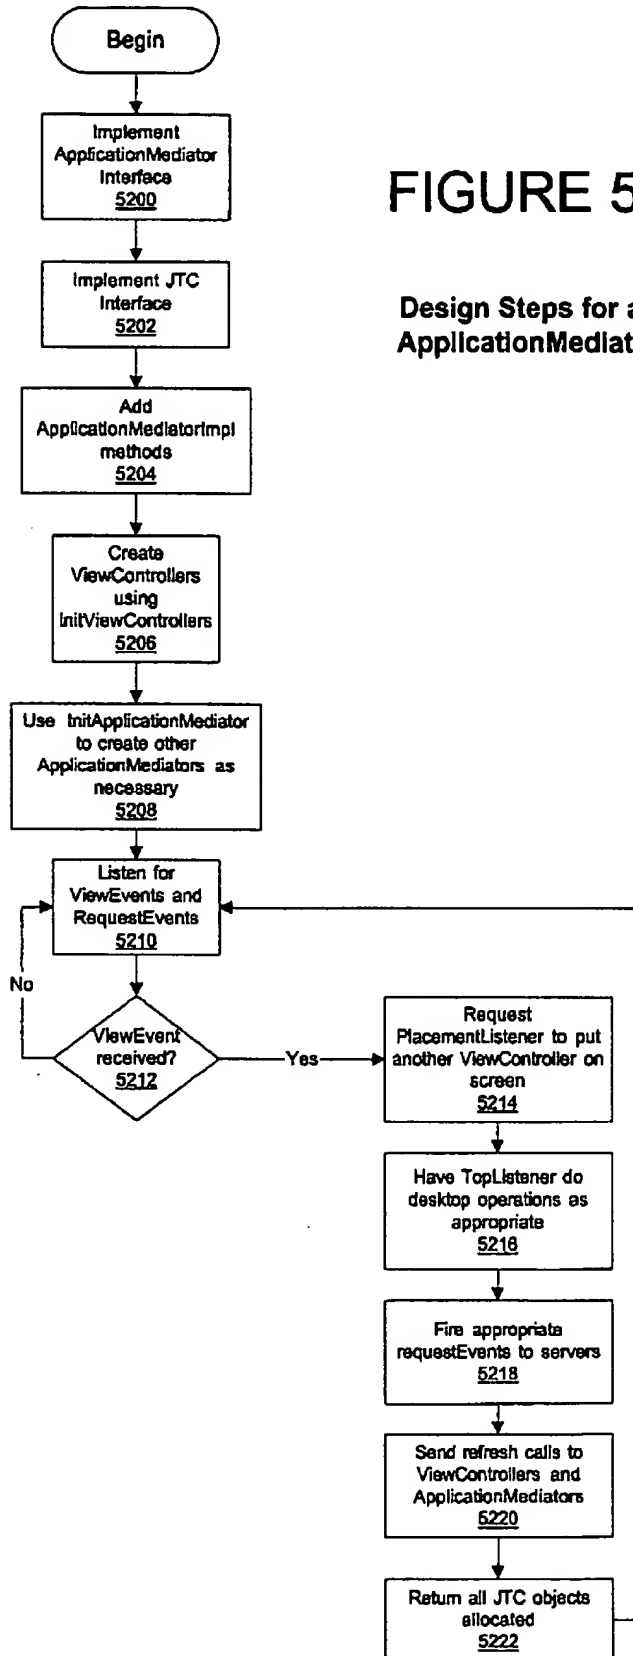 Begin
Implement
ApplicationMediator
Interface
5200
FIGURE 5
Implement JTC
Interface
5202
Design Steps for a
ApplicationMediat
Add
ApplicationMediatorImpl
methods
5204
Create
ViewControllers
using
InitViewControllers
5206
Use InitApplicationMediator
to create other
ApplicationMediators as
necessary
5208
Listen for
ViewEvents and
RequestEvents
5210
No
ViewEvent
received?
5212
Yes
Request
PlacementListener to put
another ViewController on
screen
5214
Have TopListener do
desktop operations as
appropriate
5216
Fire appropriate
requestEvents to servers
5218
Send refresh calls to
ViewControllers and
ApplicationMediators
5220
Return all JTC objects
allocated
5222